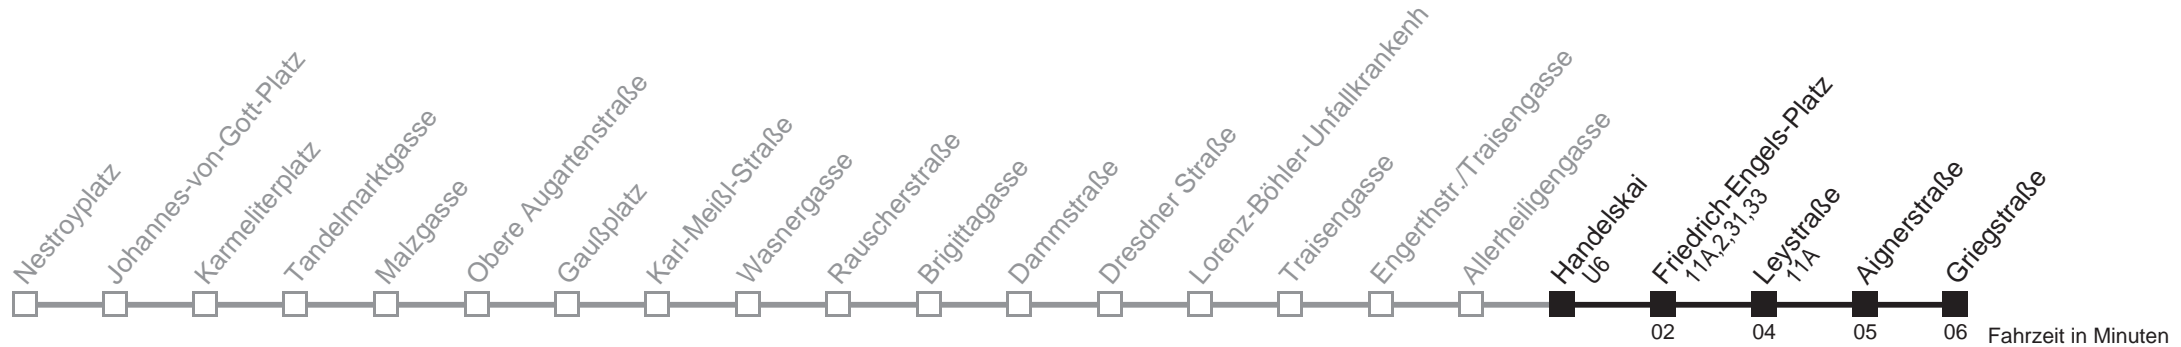 Nestroyplatz
Johannes-von-Gott-Platz
Karmeliterplatz
Tandelmarktgasse
Malzgasse
Obere Augartenstraße
Gaußplatz
Karl-Meißl-Straße
Wasnergasse
Rauscherstraße
Brigittagasse
Dammstraße
Dresdner Straße
Lorenz-Böhler-Unfallkrankenh
Traisengasse
Engerthstr./Traisengasse
Allerheiligengasse
Handelskai
U6
Friedrich-Engels-Platz
11A,2,31,33
Leystraße
11A
Aignerstraße
Griegstraße
02 04 05 06 Fahrzeit in Minuten